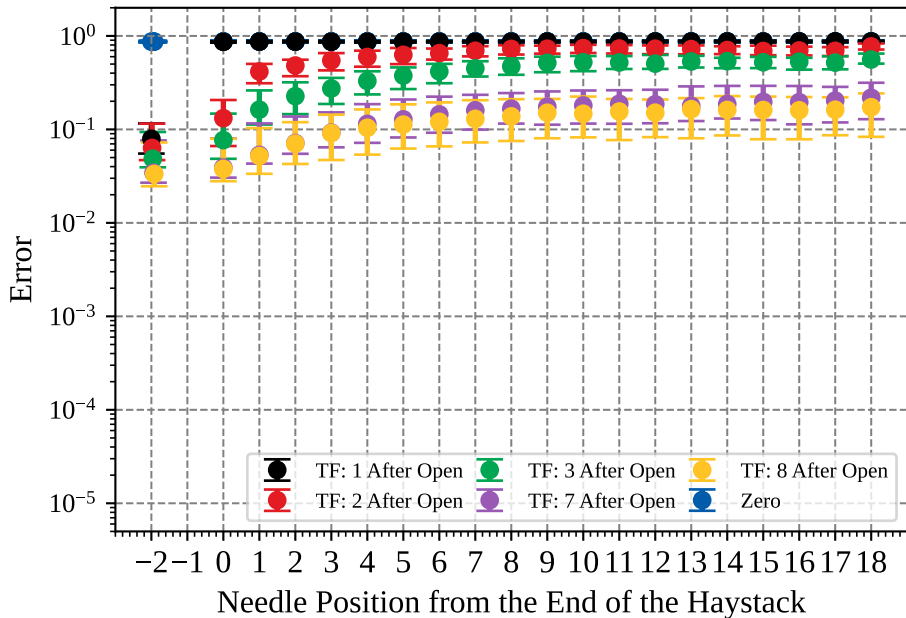 10⁰
10⁻¹
10⁻²
10⁻³
10⁻⁴
10⁻⁵
Error
TF: 1 After Open TF: 3 After Open TF: 8 After Open
TF: 2 After Open TF: 7 After Open Zero
−2 −1 0 1 2 3 4 5 6 7 8 9 10 11 12 13 14 15 16 17 18
Needle Position from the End of the Haystack